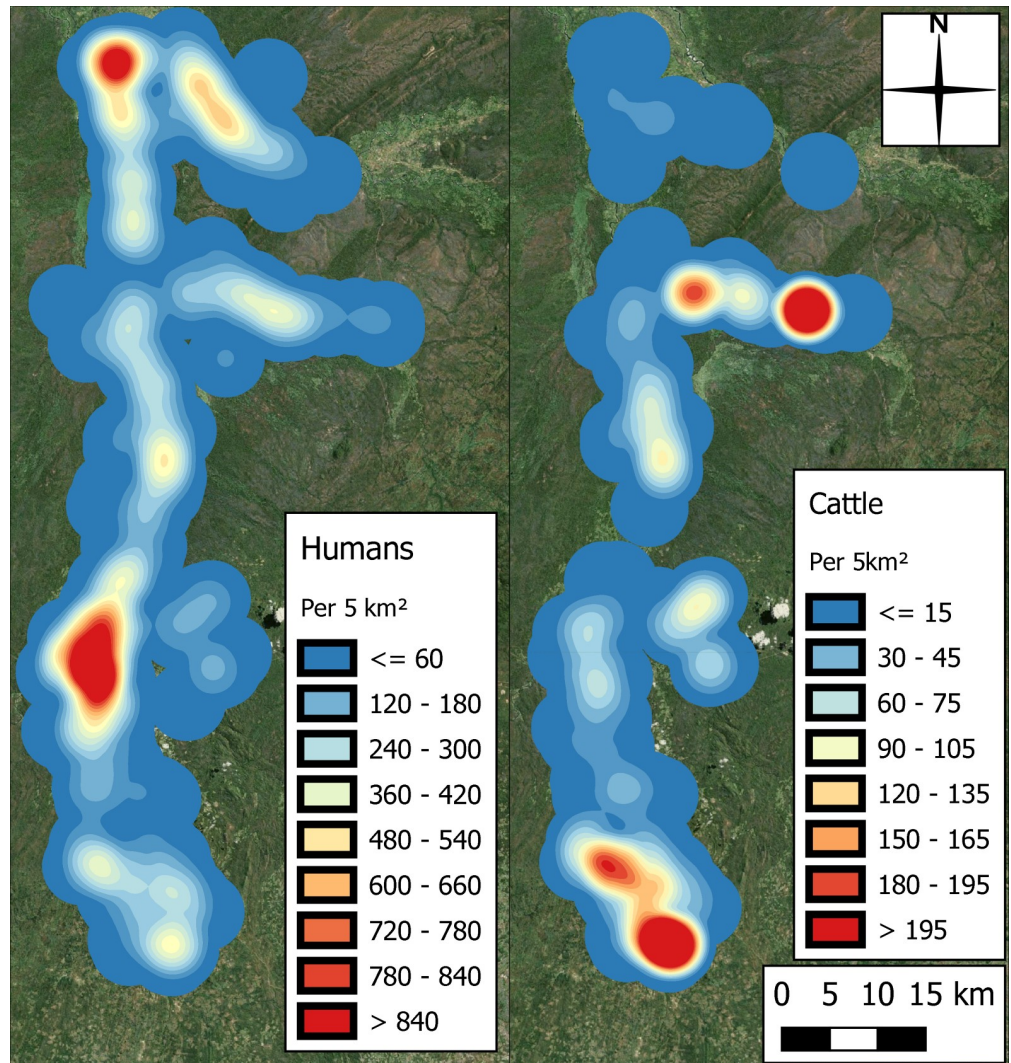 N
Humans
Per 5 km²
<= 60
120 - 180
240 - 300
360 - 420
480 - 540
600 - 660
720 - 780
780 - 840
> 840
Cattle
Per 5km²
<= 15
30 - 45
60 - 75
90 - 105
120 - 135
150 - 165
180 - 195
> 195
0 5 10 15 km